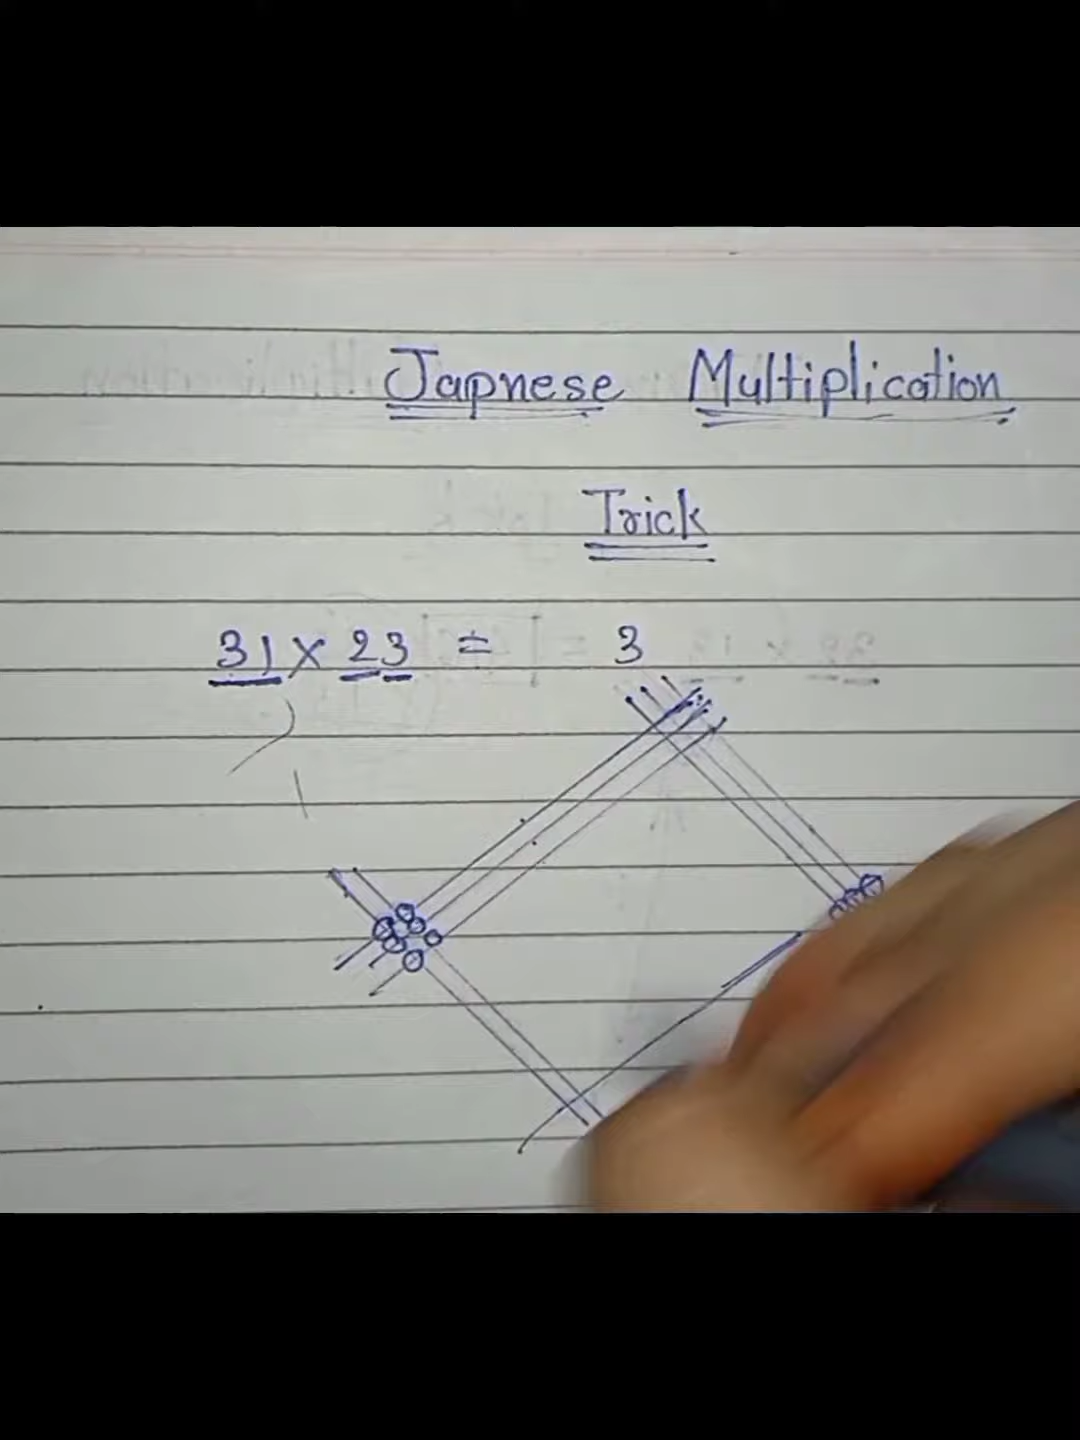 Japnese Multiplication
Trick
31 × 23 = 3